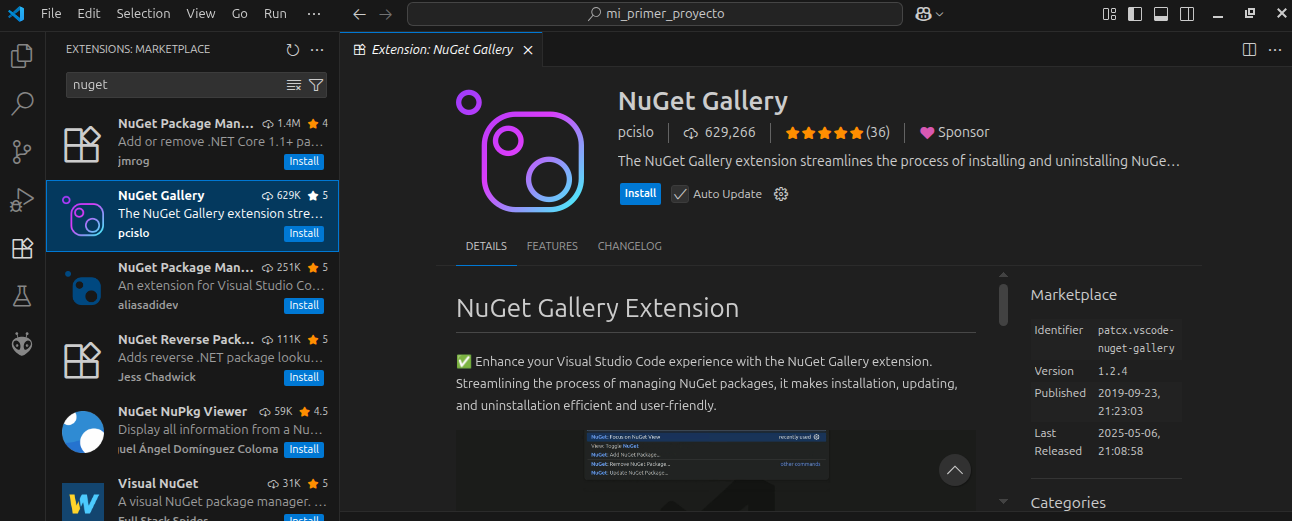 File Edit Selection View Go Run ···
mi_primer_proyecto
EXTENSIONS: MARKETPLACE
nuget
NuGet Package Man... 1.4M 4
Add or remove .NET Core 1.1+ pa...
jmrog Install
NuGet Gallery 629K 5
The NuGet Gallery extension stre...
pcislo Install
NuGet Package Man... 251K 5
An extension for Visual Studio Co...
aliasadidev Install
NuGet Reverse Pack... 111K 5
Adds reverse .NET package looku...
Jess Chadwick Install
NuGet NuPkg Viewer 59K 4.5
Display all information from a Nu...
uel Ángel Domínguez Coloma Install
Visual NuGet 31K 5
A visual NuGet package manager. ...
Full Stack Spider Install
Extension: NuGet Gallery
NuGet Gallery
pcislo 629,266 (36) Sponsor
The NuGet Gallery extension streamlines the process of installing and uninstalling NuGe...
Install Auto Update
DETAILS FEATURES CHANGELOG
NuGet Gallery Extension
✅ Enhance your Visual Studio Code experience with the NuGet Gallery extension.
Streamlining the process of managing NuGet packages, it makes installation, updating,
and uninstallation efficient and user-friendly.
NuGet: Focus on NuGet View recently used
View: Toggle NuGet
NuGet: Add NuGet Package...
NuGet: Remove NuGet Package... other commands
NuGet: Update NuGet Package...
Marketplace
Identifier patcx.vscode-
nuget-gallery
Version 1.2.4
Published 2019-09-23,
21:23:03
Last 2025-05-06,
Released 21:08:58
Categories